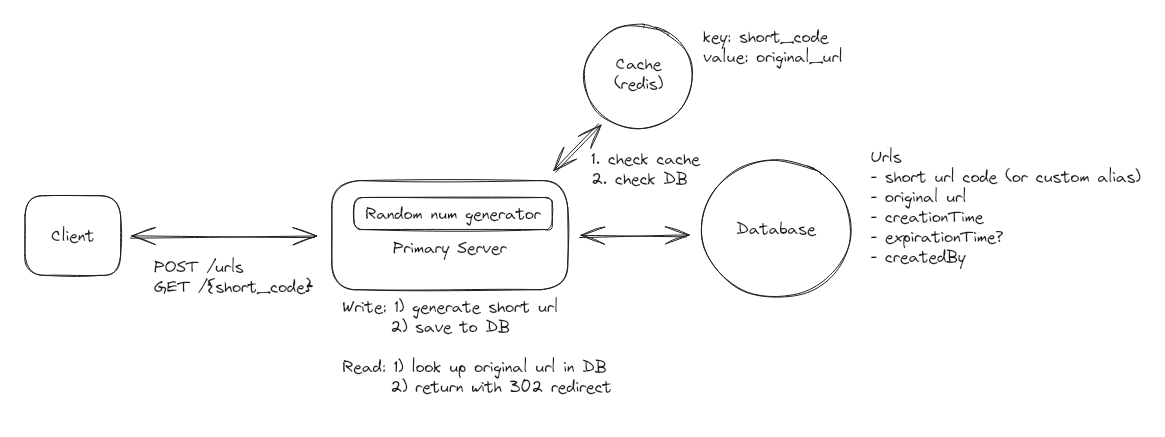 key: short_code
value: original_url
Cache
(redis)
1. check cache
2. check DB
Urls
- short url code (or custom alias)
- original url
- creationTime
- expirationTime?
- createdBy
Client
POST /urls
GET /{short_code}
Random num generator
Primary Server
Database
Write: 1) generate short url
2) save to DB
Read: 1) look up original url in DB
2) return with 302 redirect